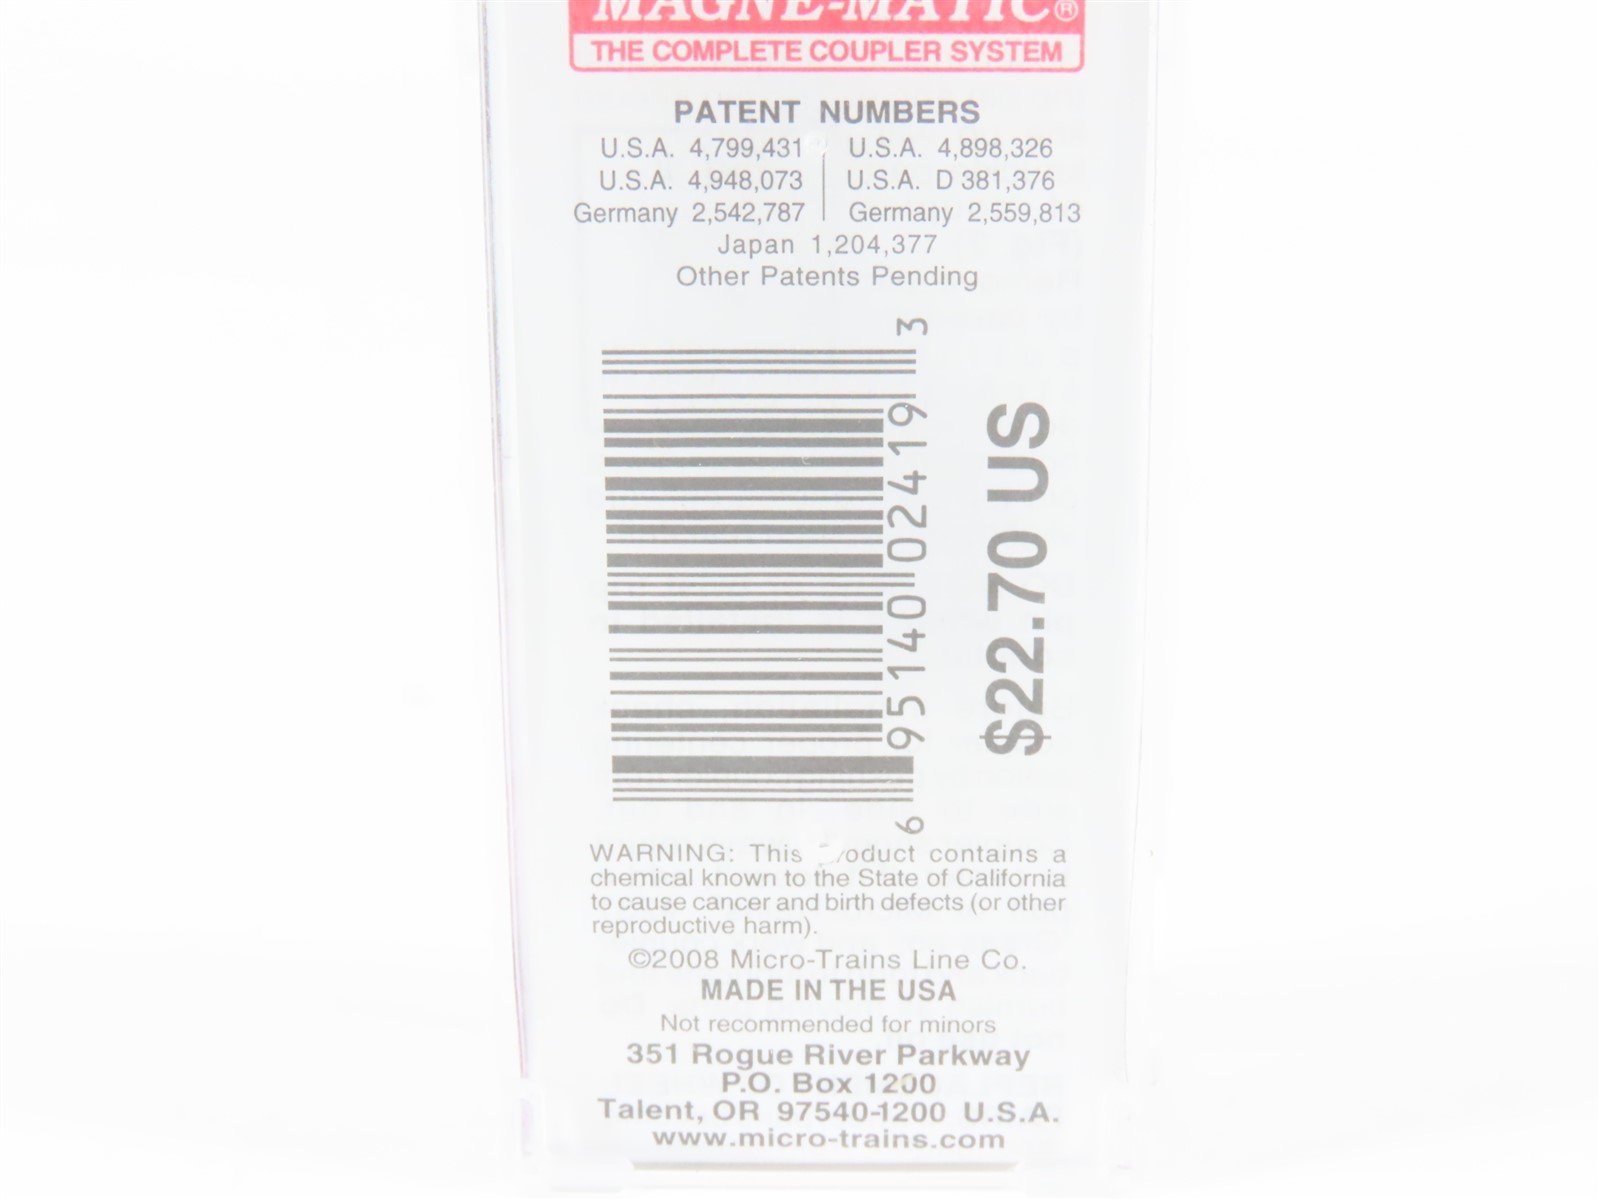 MAGNE-MATIC®
THE COMPLETE COUPLER SYSTEM
PATENT NUMBERS
U.S.A. 4,799,431 U.S.A. 4,898,326
U.S.A. 4,948,073 U.S.A. D 381,376
Germany 2,542,787 Germany 2,559,813
Japan 1,204,377
Other Patents Pending
6 95140 02419 3
$22.70 US
WARNING: This product contains a
chemical known to the State of California
to cause cancer and birth defects (or other
reproductive harm).
©2008 Micro-Trains Line Co.
MADE IN THE USA
Not recommended for minors
351 Rogue River Parkway
P.O. Box 1200
Talent, OR 97540-1200 U.S.A.
www.micro-trains.com